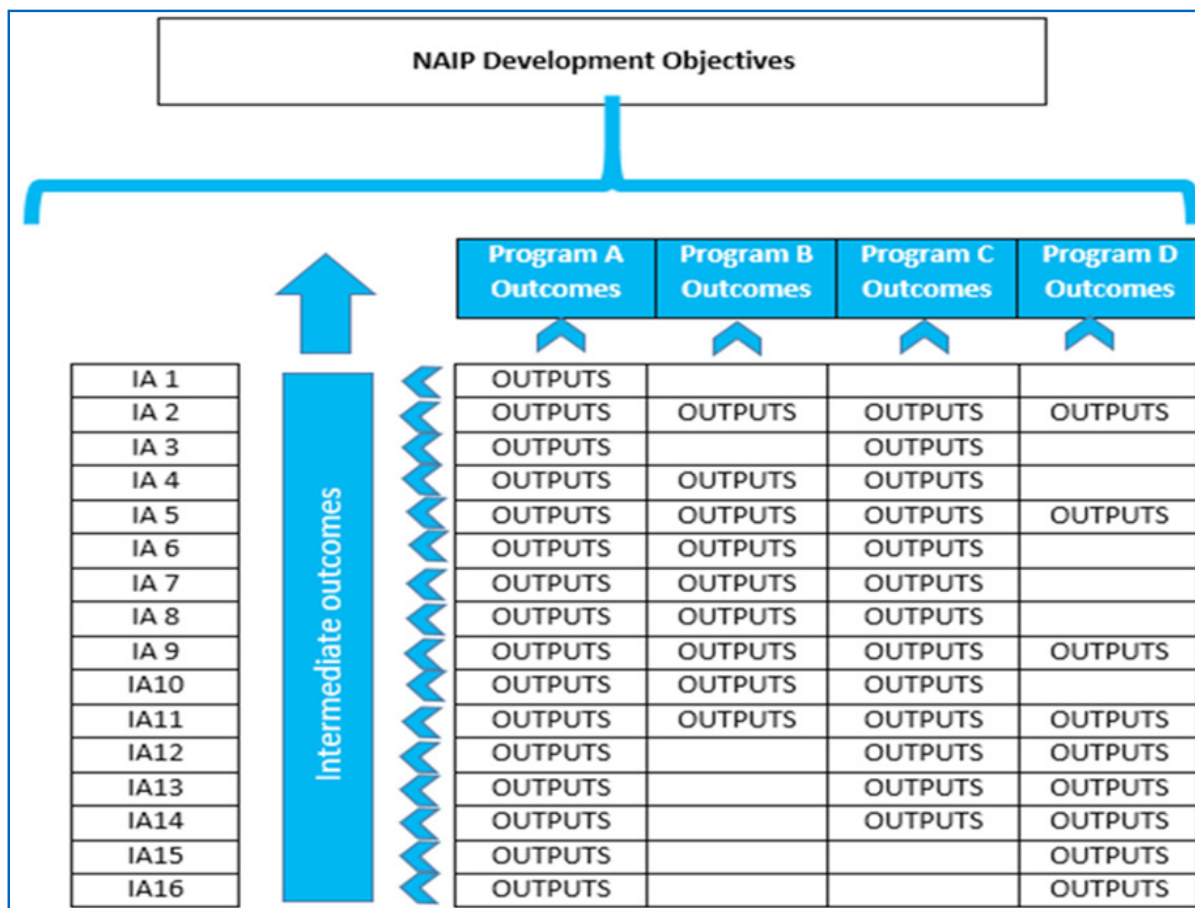 NAIP Development Objectives
Program A Program B Program C Program D
Outcomes Outcomes Outcomes Outcomes
Intermediate outcomes
IA 1 OUTPUTS
IA 2 OUTPUTS OUTPUTS OUTPUTS OUTPUTS
IA 3 OUTPUTS OUTPUTS
IA 4 OUTPUTS OUTPUTS OUTPUTS
IA 5 OUTPUTS OUTPUTS OUTPUTS OUTPUTS
IA 6 OUTPUTS OUTPUTS OUTPUTS
IA 7 OUTPUTS OUTPUTS OUTPUTS
IA 8 OUTPUTS OUTPUTS OUTPUTS
IA 9 OUTPUTS OUTPUTS OUTPUTS OUTPUTS
IA10 OUTPUTS OUTPUTS OUTPUTS
IA11 OUTPUTS OUTPUTS OUTPUTS OUTPUTS
IA12 OUTPUTS OUTPUTS OUTPUTS
IA13 OUTPUTS OUTPUTS OUTPUTS
IA14 OUTPUTS OUTPUTS OUTPUTS
IA15 OUTPUTS OUTPUTS
IA16 OUTPUTS OUTPUTS